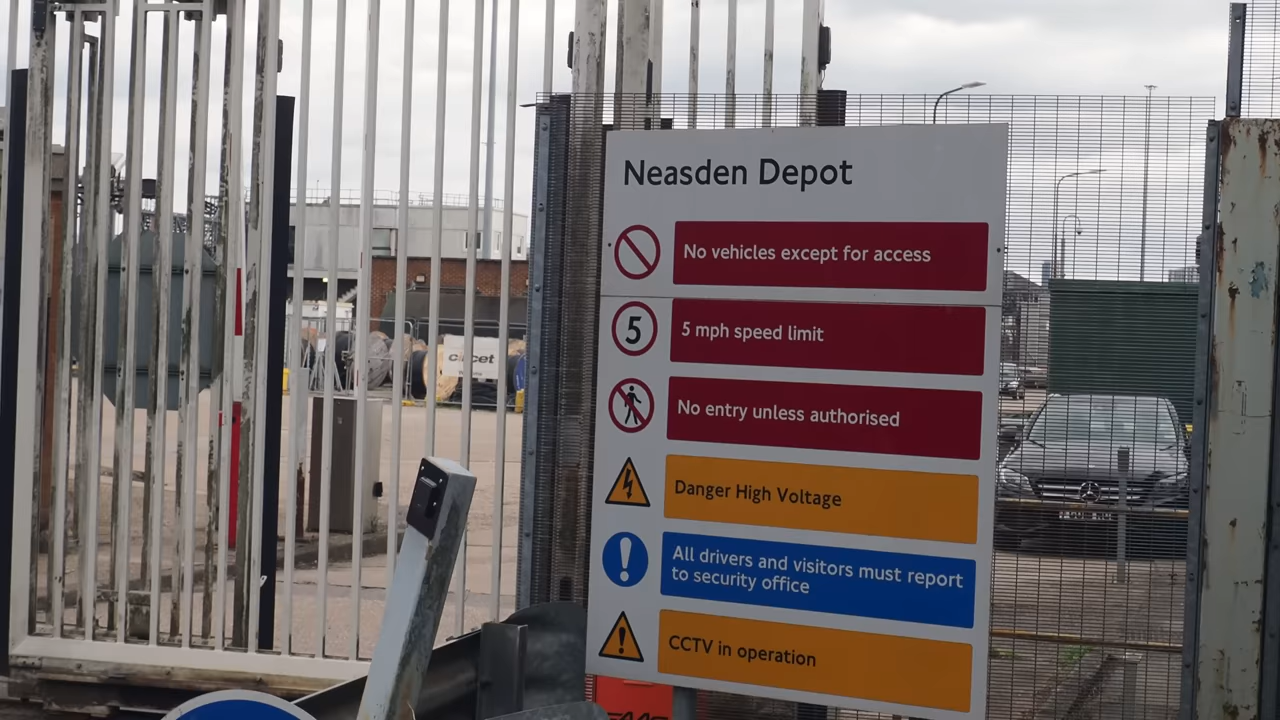 Neasden Depot
No vehicles except for access
5
5 mph speed limit
No entry unless authorised
Danger High Voltage
!
All drivers and visitors must report
to security office
!
CCTV in operation